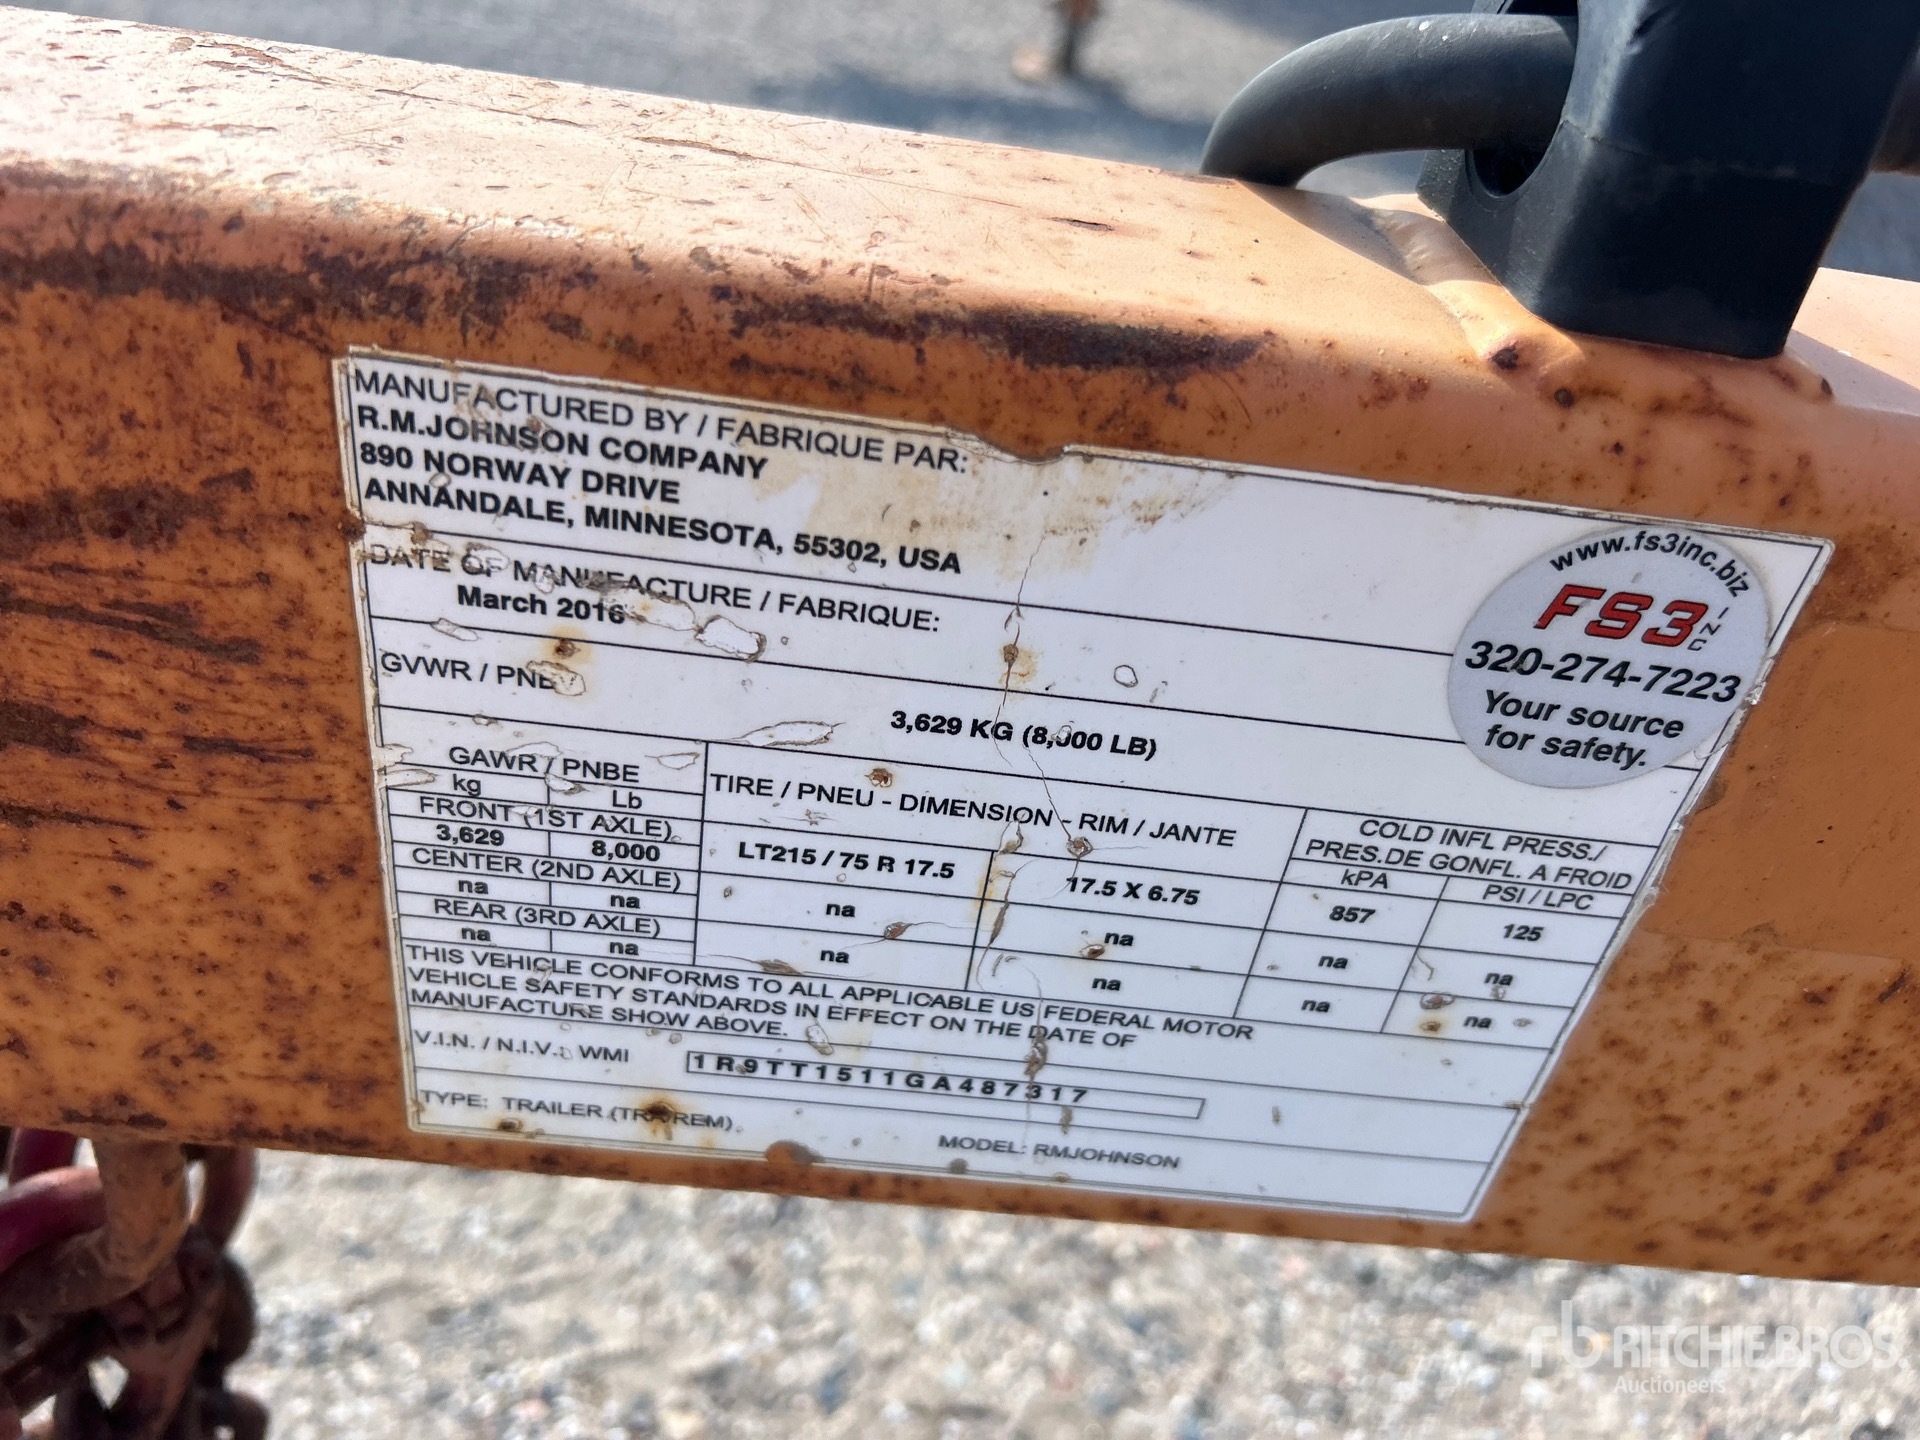 MANUFACTURED BY / FABRIQUE PAR:
R.M.JOHNSON COMPANY
890 NORWAY DRIVE
ANNANDALE, MINNESOTA, 55302, USA
DATE OF MANUFACTURE / FABRIQUE:
March 2016
GVWR / PNBV
3,629 KG (8,000 LB)
www.fs3inc.biz
FS3 INC
320-274-7223
Your source
for safety.
GAWR / PNBE
kg Lb
TIRE / PNEU - DIMENSION - RIM / JANTE
COLD INFL PRESS./
PRES.DE GONFL. A FROID
kPA PSI / LPC
FRONT (1ST AXLE)
3,629 8,000 LT215 / 75 R 17.5 17.5 X 6.75 857 125
CENTER (2ND AXLE)
na na na na na na
REAR (3RD AXLE)
na na na na na na
THIS VEHICLE CONFORMS TO ALL APPLICABLE US FEDERAL MOTOR
VEHICLE SAFETY STANDARDS IN EFFECT ON THE DATE OF
MANUFACTURE SHOW ABOVE.
V.I.N. / N.I.V.: WMI 1R9TT1511GA487317
TYPE: TRAILER (TRA/REM) MODEL: RMJOHNSON
rb RITCHIE BROS.
Auctioneers